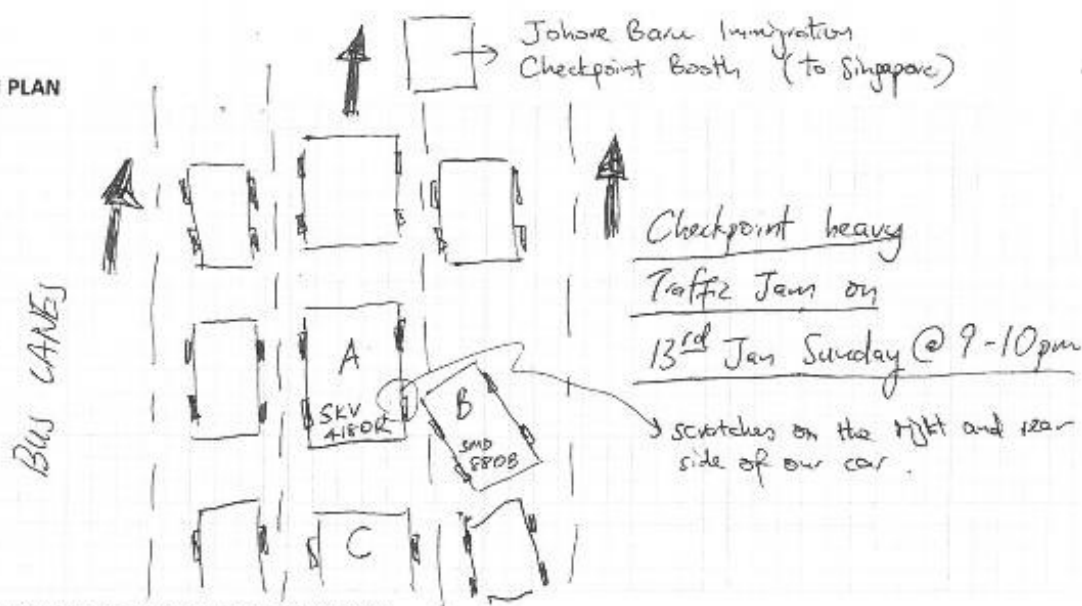 Johore Baru Immigration
Checkpoint Booth (to Singapore)
PLAN
Checkpoint heavy
Traffic Jam on
13rd Jan Sunday @ 9-10pm
BUS LANES
A
SKV
4180R
B
SMD
880B
scratches on the right and rear
side of our car.
C